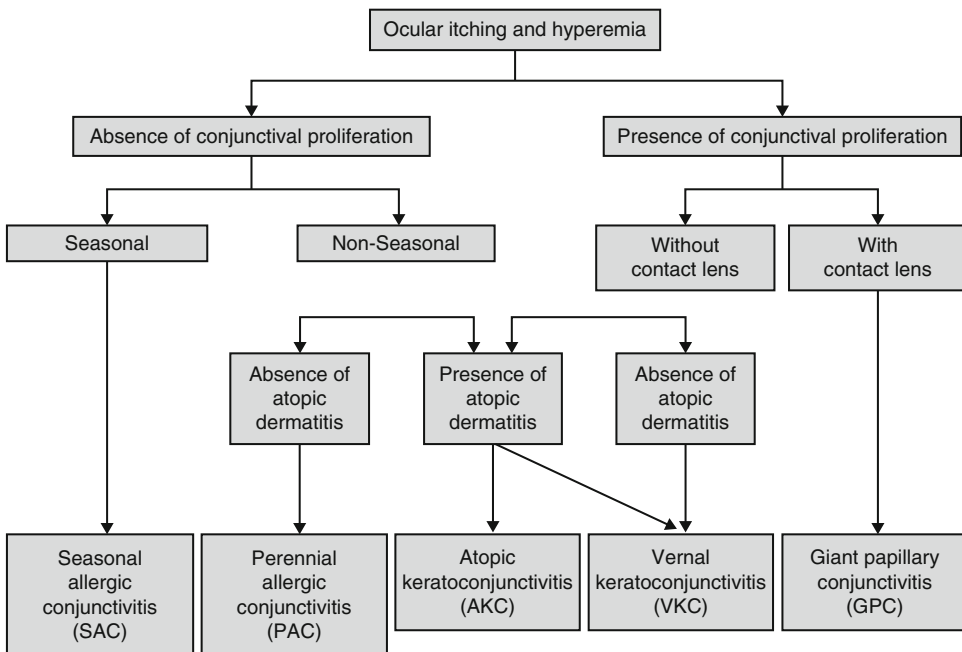 Ocular itching and hyperemia
Absence of conjunctival proliferation
Presence of conjunctival proliferation
Seasonal
Non-Seasonal
Without
contact lens
With
contact lens
Absence of
atopic
dermatitis
Presence of
atopic
dermatitis
Absence of
atopic
dermatitis
Seasonal
allergic
conjunctivitis
(SAC)
Perennial
allergic
conjunctivitis
(PAC)
Atopic
keratoconjunctivitis
(AKC)
Vernal
keratoconjunctivitis
(VKC)
Giant papillary
conjunctivitis
(GPC)